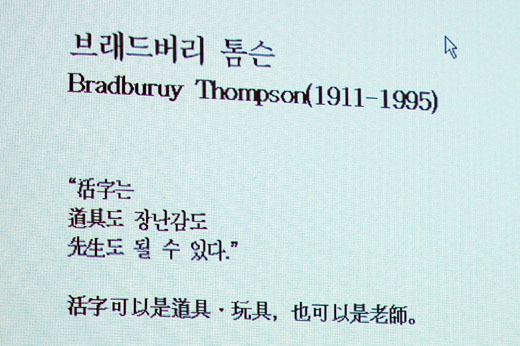 브래드버리 톰슨
Bradburuy Thompson(1911-1995)
“活字는
道具도 장난감도
先生도 될 수 있다.”
活字可以是道具·玩具，也可以是老師。